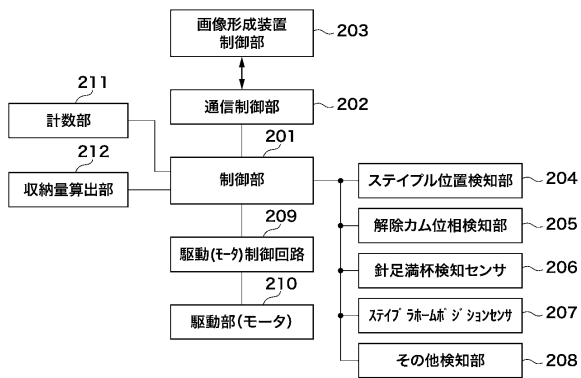 画像形成装置
制御部
203
通信制御部
202
211
計数部
212
収納量算出部
201
制御部
209
駆動(ﾓｰﾀ)制御回路
210
駆動部(モータ)
ステイプル位置検知部
204
解除カム位相検知部
205
針足満杯検知センサ
206
ｽﾃｲﾌﾟﾗﾎｰﾑﾎﾟｼﾞｼｮﾝｾﾝｻ
207
その他検知部
208